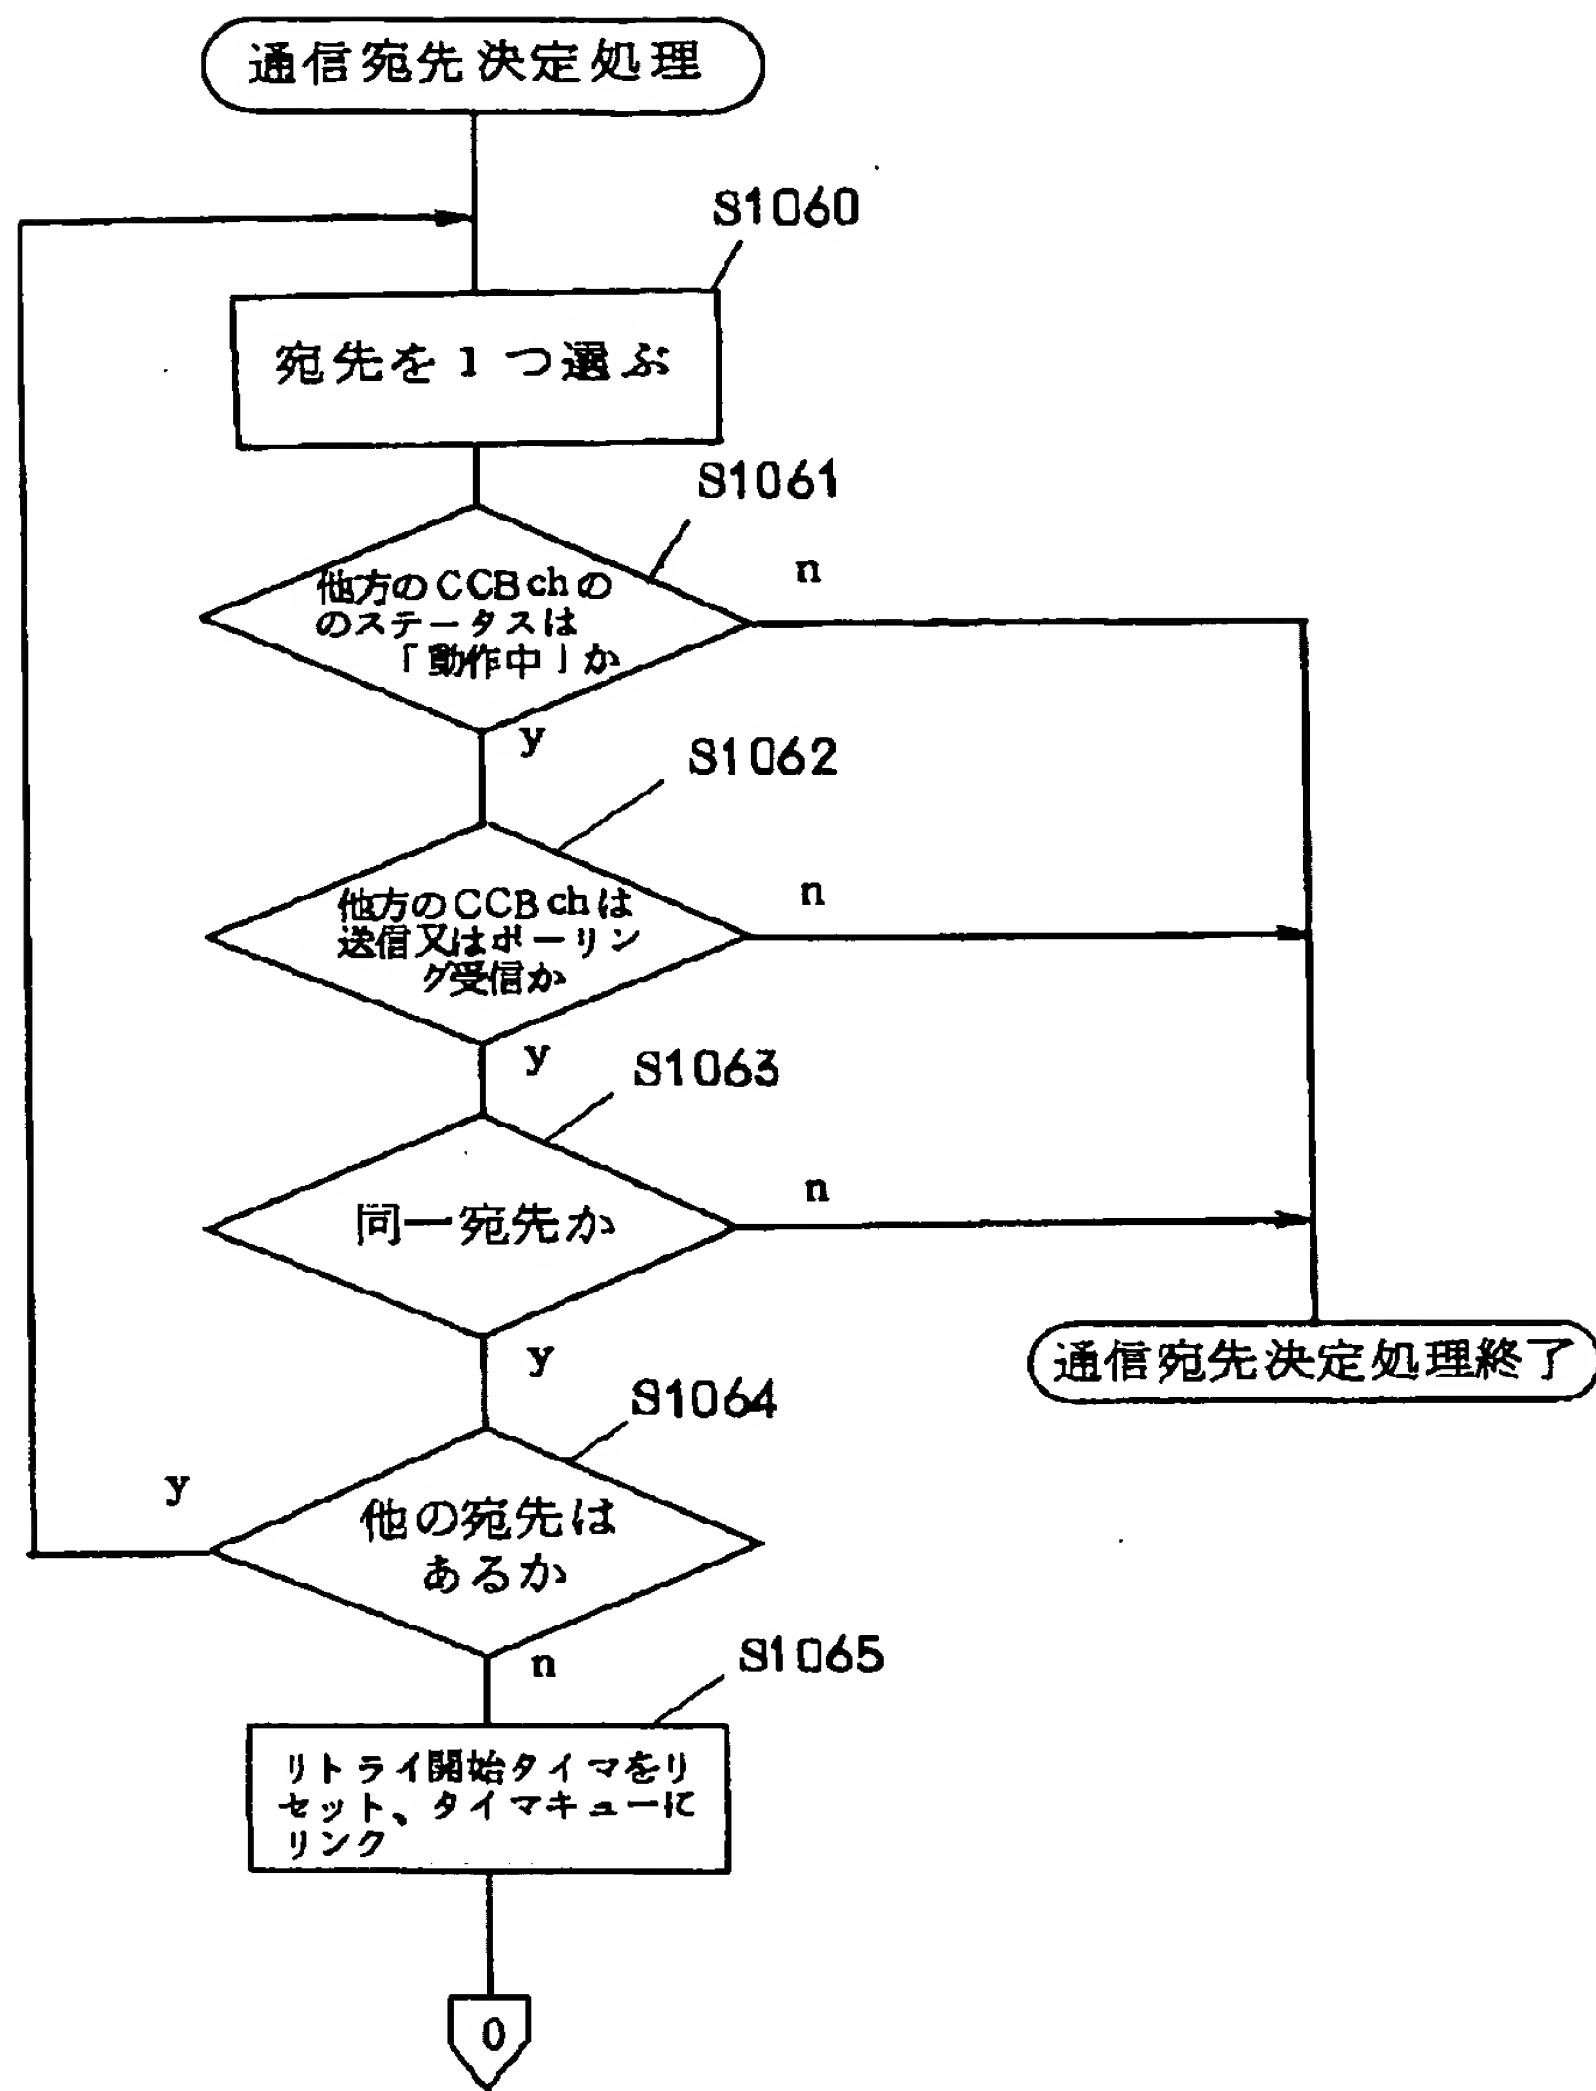 通信宛先決定処理
S1060
宛先を1つ選ぶ
S1061
他方のCCBchの
のステータスは
「動作中」か
n
y
S1062
他方のCCBchは
送信又はポーリン
グ受信か
n
y
S1063
同一宛先か
n
y
通信宛先決定処理終了
S1064
他の宛先は
あるか
y
n
S1065
リトライ開始タイマをリ
セット、タイマキューに
リンク
0